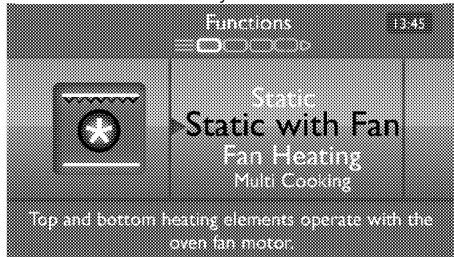 Functions
13:45
Static
Static with Fan
Fan Heating
Multi Cooking
Top and bottom heating elements operate with the
oven fan motor.